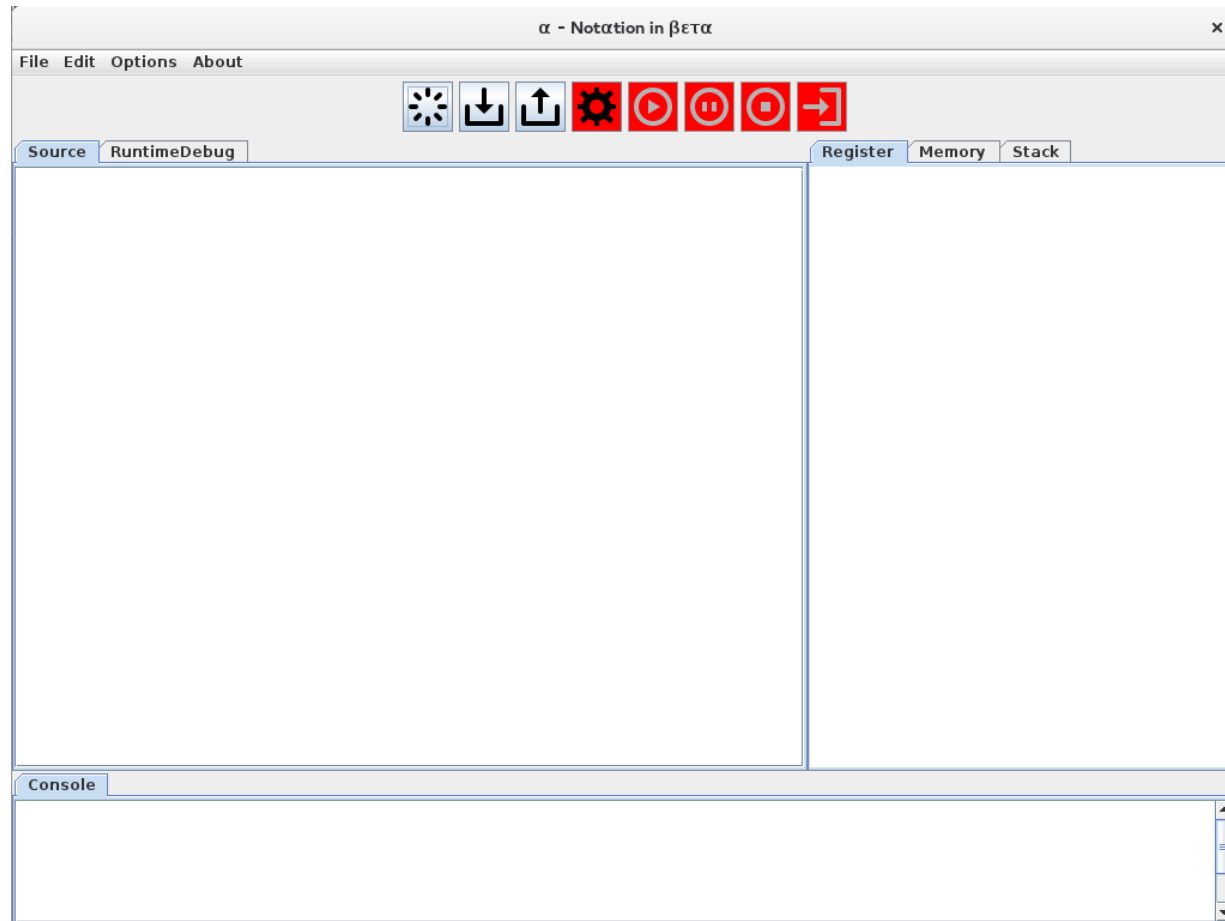 α - Notαtion in βετα
File Edit Options About
Source RuntimeDebug Register Memory Stack
Console